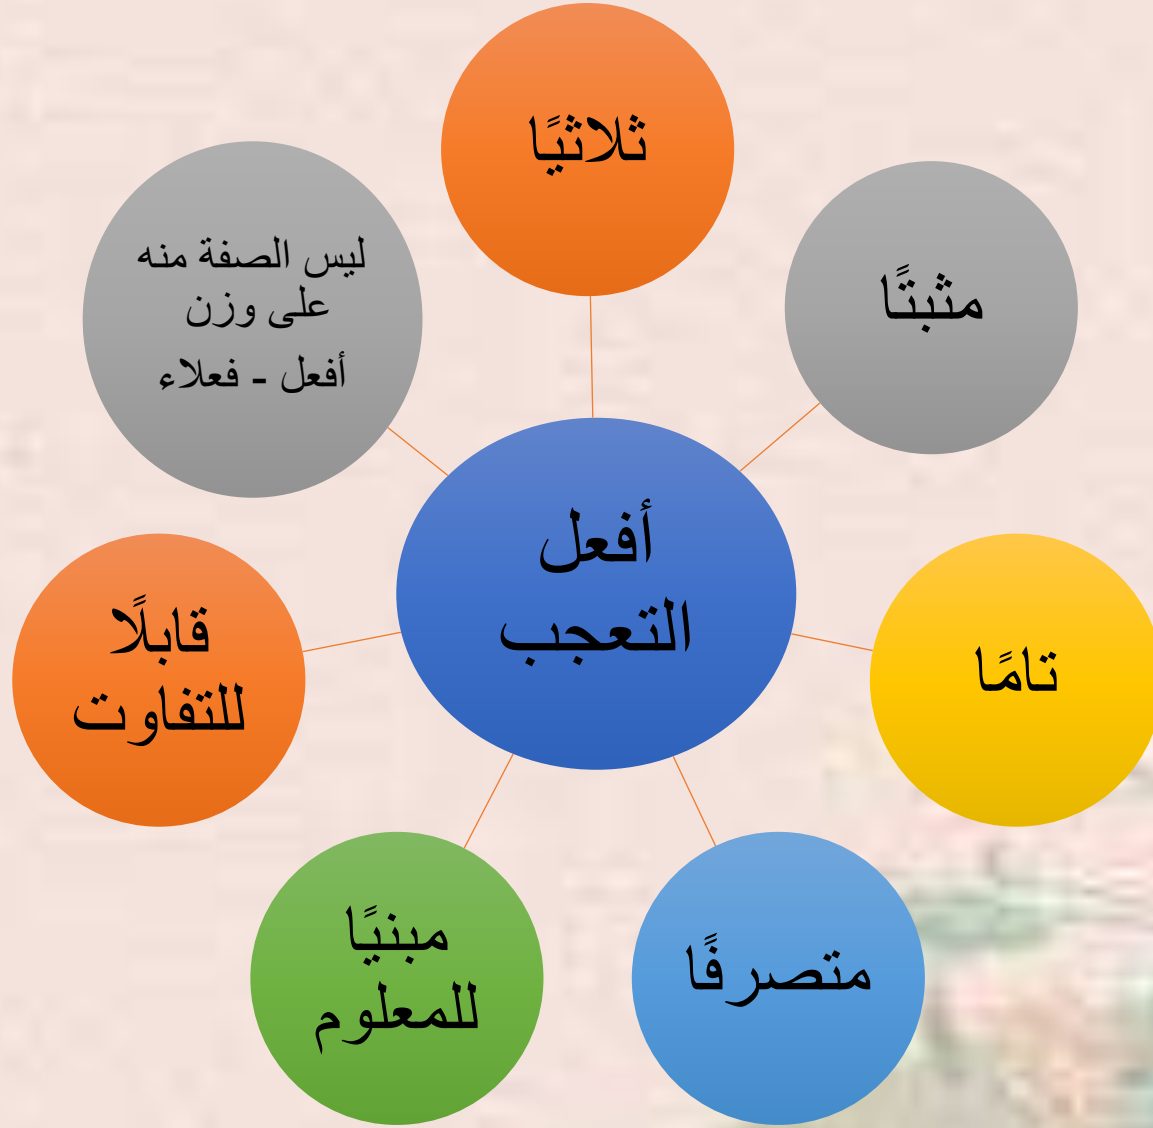 أفعل
التعجب
ثلاثيًا
مثبتًا
تامًا
متصرفًا
مبنيًا
للمعلوم
قابلًا
للتفاوت
ليس الصفة منه
على وزن
أفعل - فعلاء